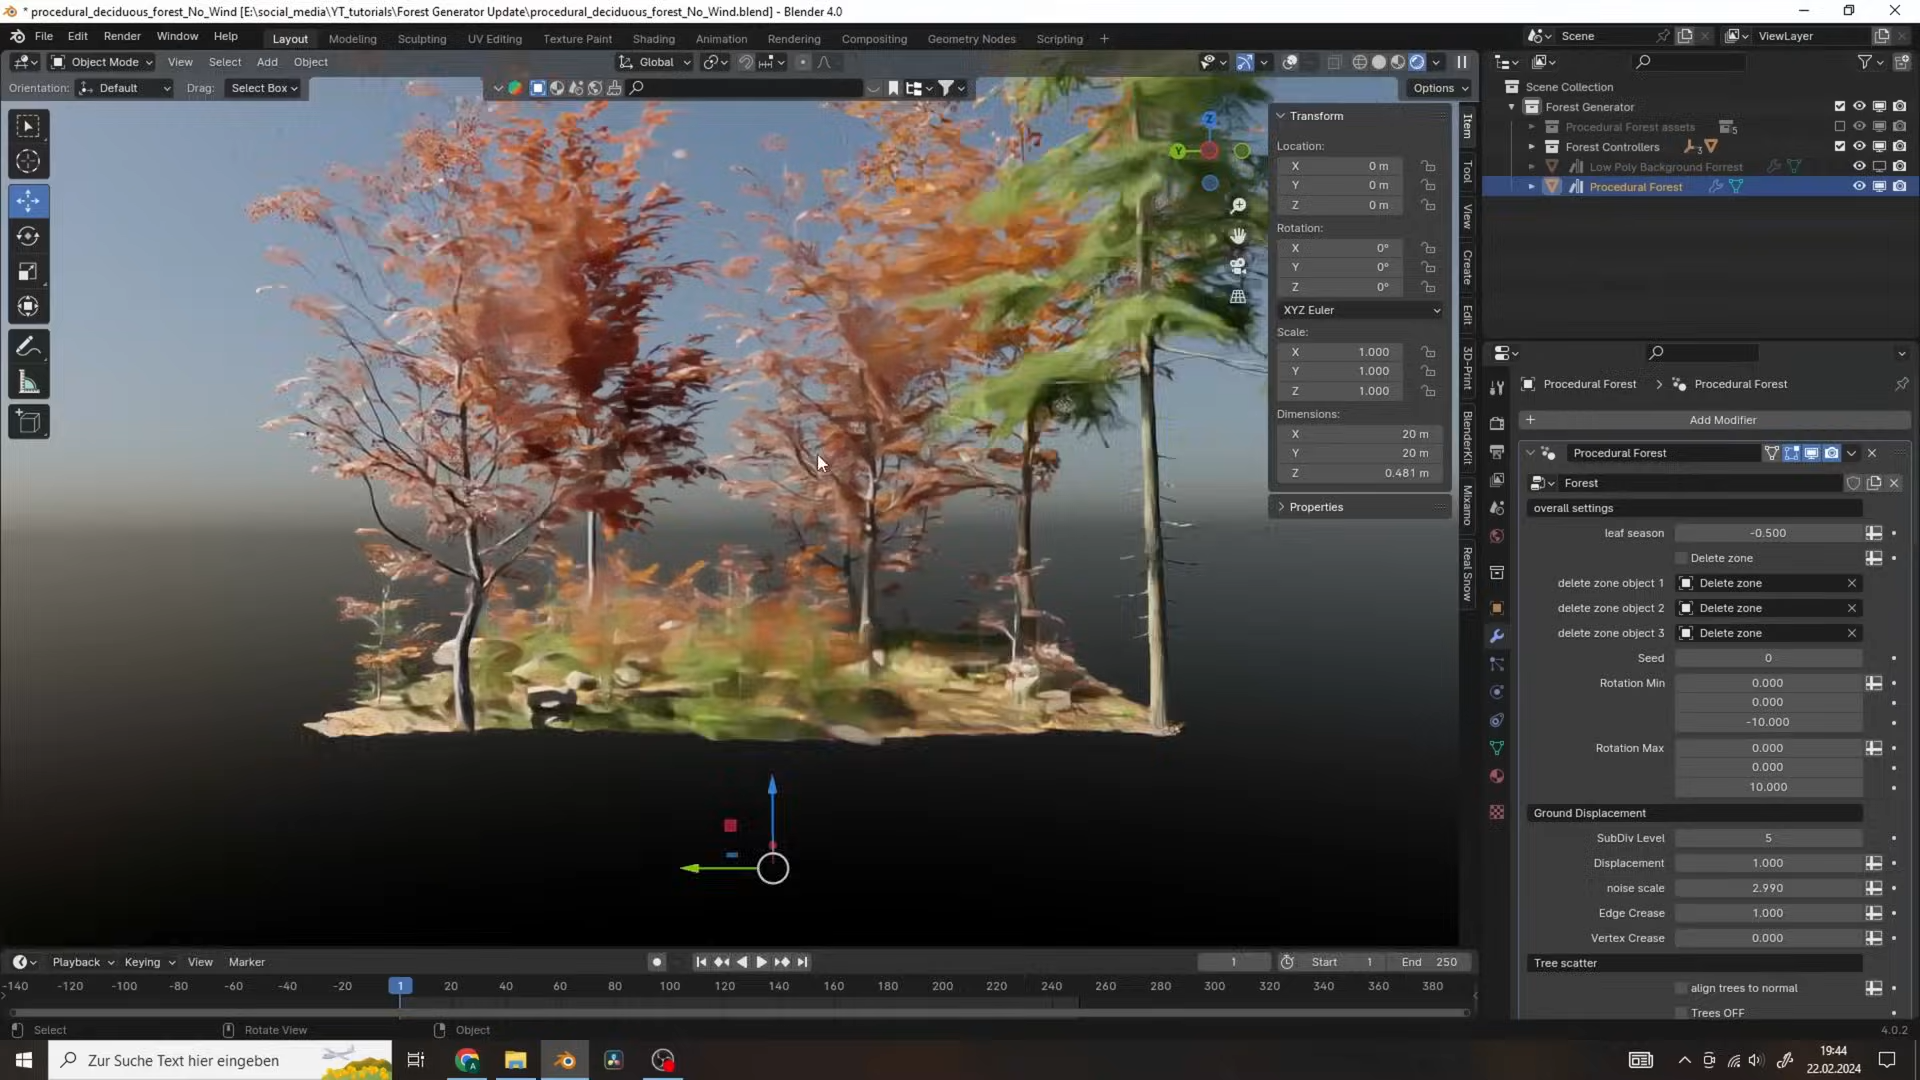 * procedural_deciduous_forest_No_Wind [E:\social_media\YT_tutorials\Forest Generator Update\procedural_deciduous_forest_No_Wind.blend] - Blender 4.0
File Edit Render Window Help
Layout Modeling Sculpting UV Editing Texture Paint Shading Animation Rendering Compositing Geometry Nodes Scripting +
Scene
ViewLayer
Object Mode View Select Add Object
Global
Orientation: Default Drag: Select Box
Options
Scene Collection
Forest Generator
Procedural Forest assets 5
Forest Controllers 3
Low Poly Background Forrest
Procedural Forest
Z
Y
Transform
Location:
X 0 m
Y 0 m
Z 0 m
Rotation:
X 0°
Y 0°
Z 0°
XYZ Euler
Scale:
X 1.000
Y 1.000
Z 1.000
Dimensions:
X 20 m
Y 20 m
Z 0.481 m
Properties
Item
Tool
View
Create
Edit
3D-Print
BlenderKit
Mixamo
Real Snow
Procedural Forest > Procedural Forest
+ Add Modifier
Procedural Forest
Forest
overall settings
leaf season -0.500
Delete zone
delete zone object 1 Delete zone
delete zone object 2 Delete zone
delete zone object 3 Delete zone
Seed 0
Rotation Min 0.000
0.000
-10.000
Rotation Max 0.000
0.000
10.000
Ground Displacement
SubDiv Level 5
Displacement 1.000
noise scale 2.990
Edge Crease 1.000
Vertex Crease 0.000
Tree scatter
align trees to normal
Trees OFF
Playback Keying View Marker
1 Start 1 End 250
-140 -120 -100 -80 -60 -40 -20 1 20 40 60 80 100 120 140 160 180 200 220 240 260 280 300 320 340 360 380
Select Rotate View Object
4.0.2
Zur Suche Text hier eingeben
19:44
22.02.2024